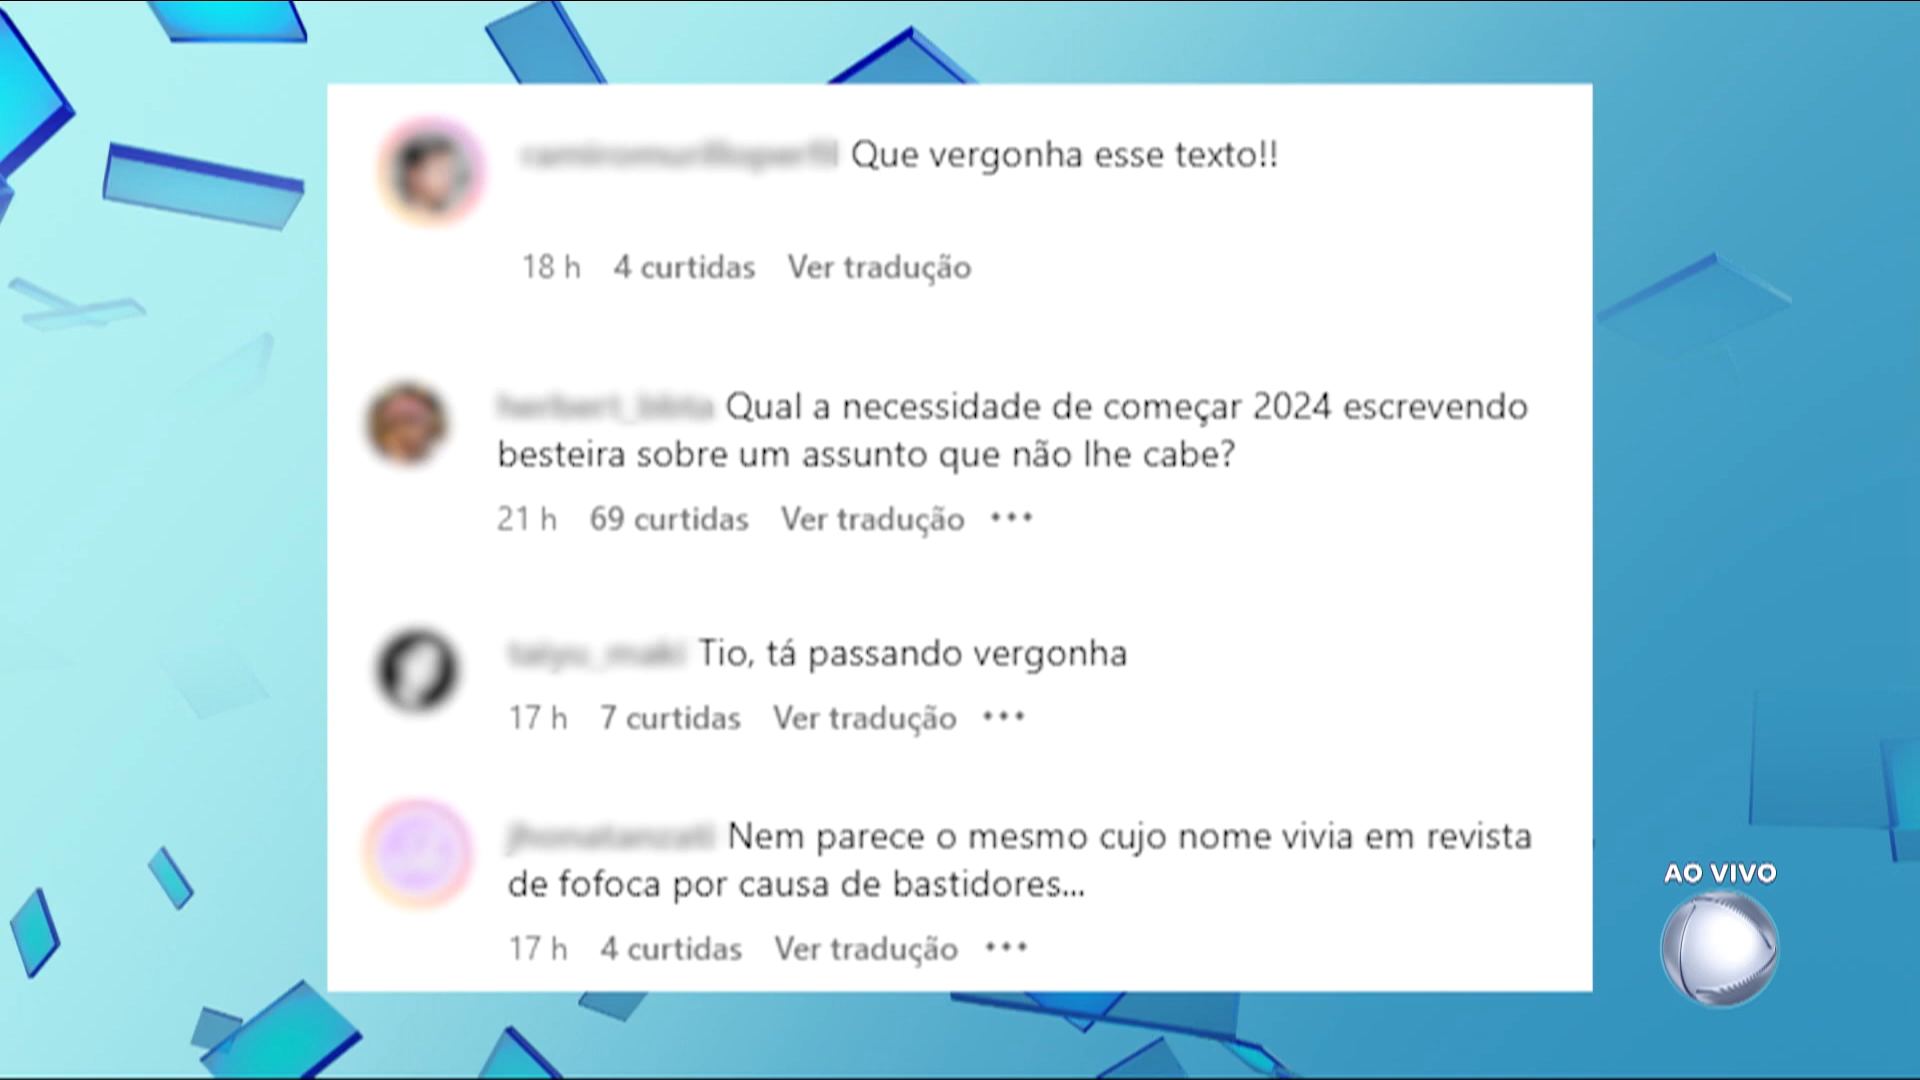 Que vergonha esse texto!!
18 h 4 curtidas Ver tradução
Qual a necessidade de começar 2024 escrevendo
besteira sobre um assunto que não lhe cabe?
21 h 69 curtidas Ver tradução •••
Tio, tá passando vergonha
17 h 7 curtidas Ver tradução •••
Nem parece o mesmo cujo nome vivia em revista
de fofoca por causa de bastidores...
17 h 4 curtidas Ver tradução •••
AO VIVO